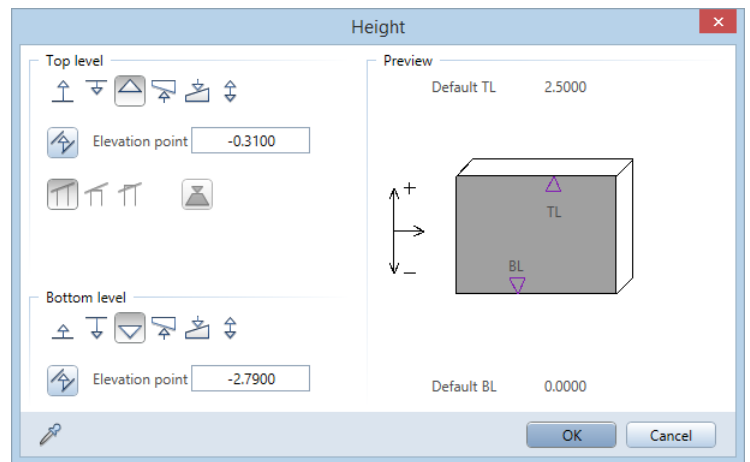 Height
Top level
Elevation point -0.3100
Bottom level
Elevation point -2.7900
Preview
Default TL 2.5000
TL
BL
Default BL 0.0000
OK Cancel